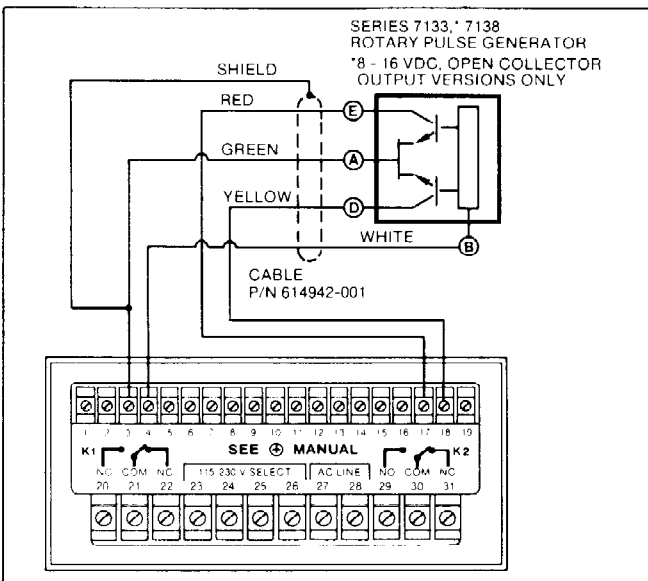 SERIES 7133,* 7138
ROTARY PULSE GENERATOR
*8 - 16 VDC, OPEN COLLECTOR
OUTPUT VERSIONS ONLY
SHIELD
RED
E
GREEN
A
YELLOW
D
WHITE
B
CABLE
P/N 614942-001
1 2 3 4 5 6 7 8 9 10 11 12 13 14 15 16 17 18 19
K1 SEE MANUAL K2
NO COM NC 115 230 V SELECT AC LINE NO COM NC
20 21 22 23 24 25 26 27 28 29 30 31